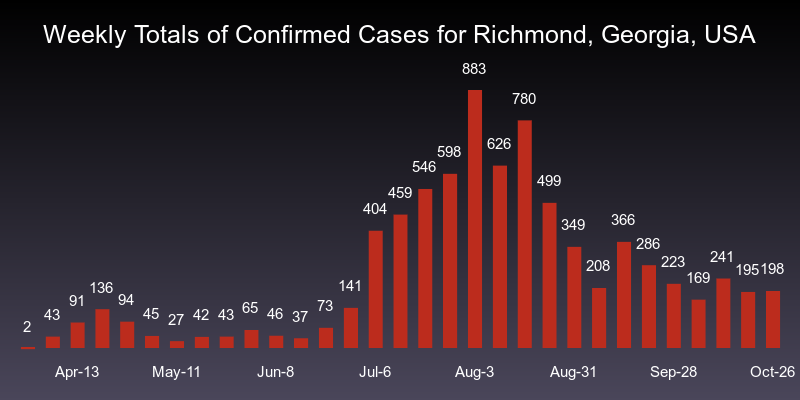 Weekly Totals of Confirmed Cases for Richmond, Georgia, USA
2 43 91 136 94 45 27 42 43 65 46 37 73 141 404 459 546 598 883 626 780 499 349 208 366 286 223 169 241 195 198
Apr-13 May-11 Jun-8 Jul-6 Aug-3 Aug-31 Sep-28 Oct-26